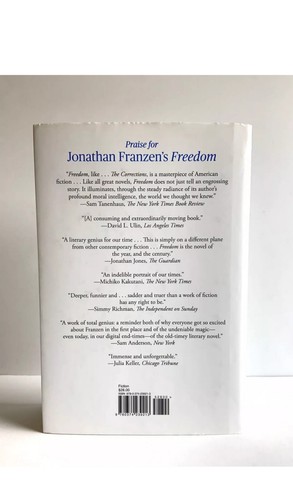 Praise for
Jonathan Franzen's Freedom
"Freedom, like . . . The Corrections, is a masterpiece of American
fiction . . . Like all great novels, Freedom does not just tell an engrossing
story. It illuminates, through the steady radiance of its author's
profound moral intelligence, the world we thought we knew."
—Sam Tanenhaus, The New York Times Book Review
"[A] consuming and extraordinarily moving book."
—David L. Ulin, Los Angeles Times
"A literary genius for our time . . . This is simply on a different plane
from other contemporary fiction . . . Freedom is the novel of
the year, and the century."
—Jonathan Jones, The Guardian
"An indelible portrait of our times."
—Michiko Kakutani, The New York Times
"Deeper, funnier and . . . sadder and truer than a work of fiction
has any right to be."
—Simmy Richman, The Independent on Sunday
"A work of total genius: a reminder both of why everyone got so excited
about Franzen in the first place and of the undeniable magic—
even today, in our digital end-times—of the old-timey literary novel."
—Sam Anderson, New York
"Immense and unforgettable."
—Julia Keller, Chicago Tribune
Fiction
$28.00